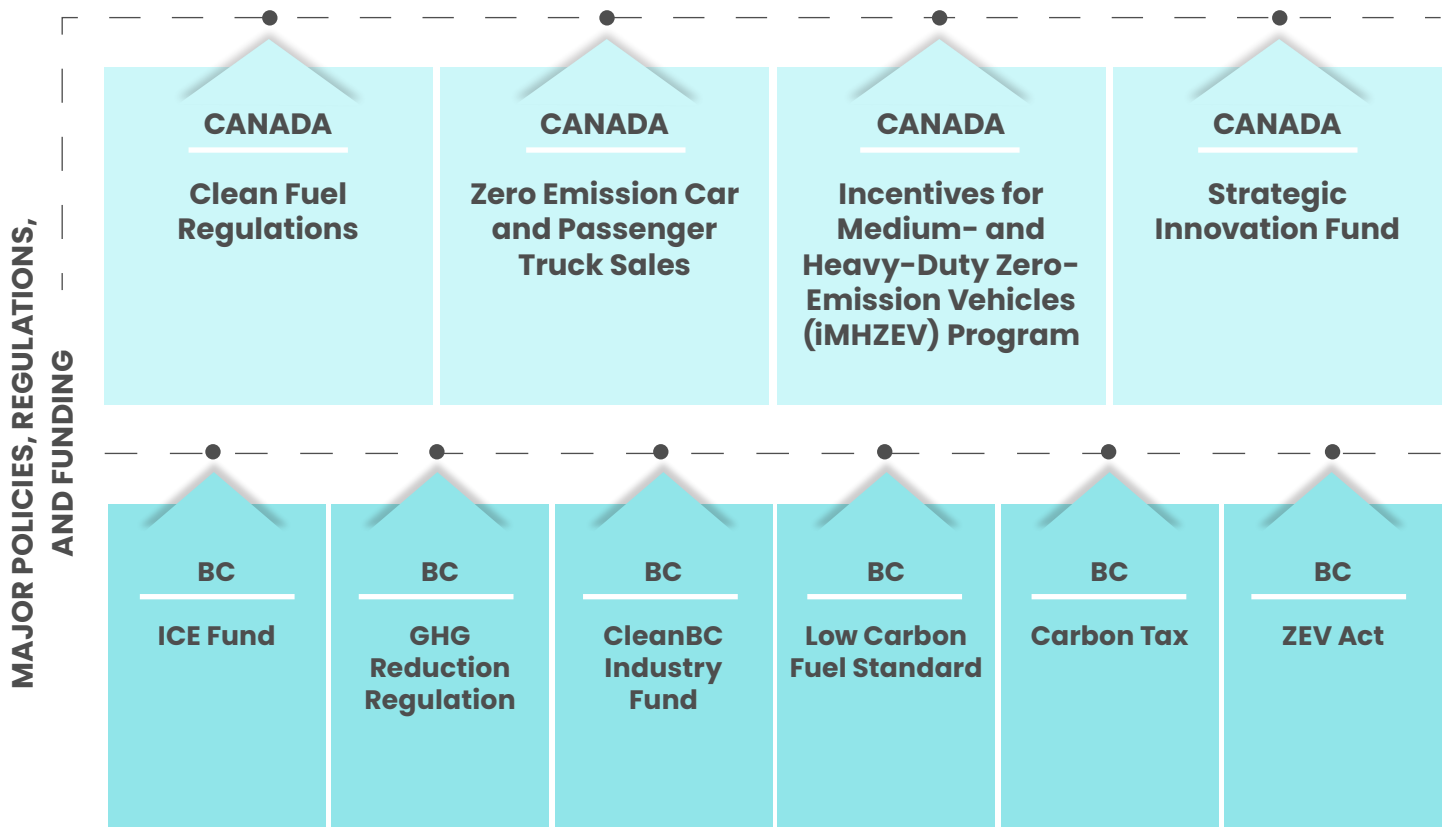 MAJOR POLICIES, REGULATIONS,
AND FUNDING
CANADA
Clean Fuel
Regulations
CANADA
Zero Emission Car
and Passenger
Truck Sales
CANADA
Incentives for
Medium- and
Heavy-Duty Zero-
Emission Vehicles
(iMHZEV) Program
CANADA
Strategic
Innovation Fund
BC
ICE Fund
BC
GHG
Reduction
Regulation
BC
CleanBC
Industry
Fund
BC
Low Carbon
Fuel Standard
BC
Carbon Tax
BC
ZEV Act